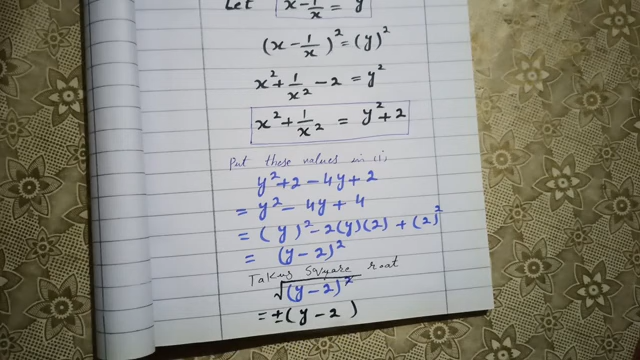 Let x - 1/x = y
(x - 1/x)² = (y)²
x² + 1/x² - 2 = y²
x² + 1/x² = y² + 2
Put these values in (i),
y² + 2 - 4y + 2
= y² - 4y + 4
= (y)² - 2(y)(2) + (2)²
= (y - 2)²
Taking Square root
√(y - 2)²
= ±(y - 2)